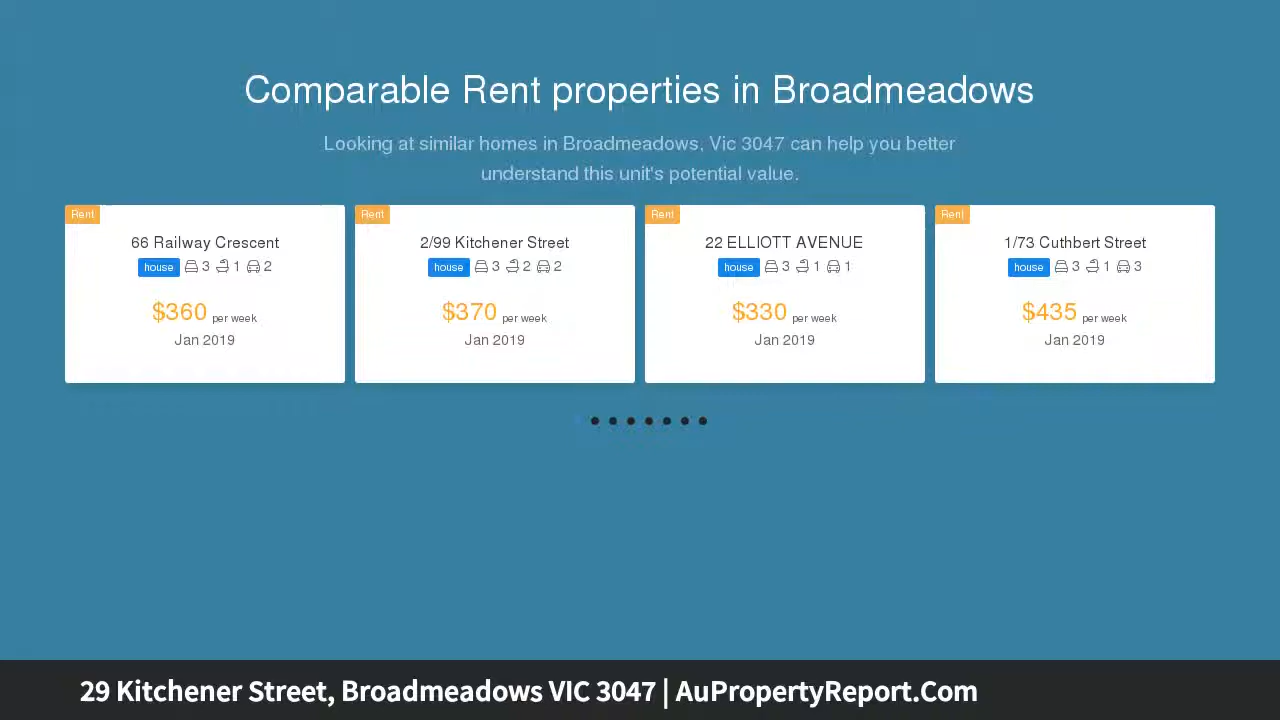 Comparable Rent properties in Broadmeadows
Looking at similar homes in Broadmeadows, Vic 3047 can help you better
understand this unit's potential value.
Rent
66 Railway Crescent
house 3 1 2
$360 per week
Jan 2019
Rent
2/99 Kitchener Street
house 3 2 2
$370 per week
Jan 2019
Rent
22 ELLIOTT AVENUE
house 3 1 1
$330 per week
Jan 2019
Rent
1/73 Cuthbert Street
house 3 1 3
$435 per week
Jan 2019
29 Kitchener Street, Broadmeadows VIC 3047 | AuPropertyReport.Com